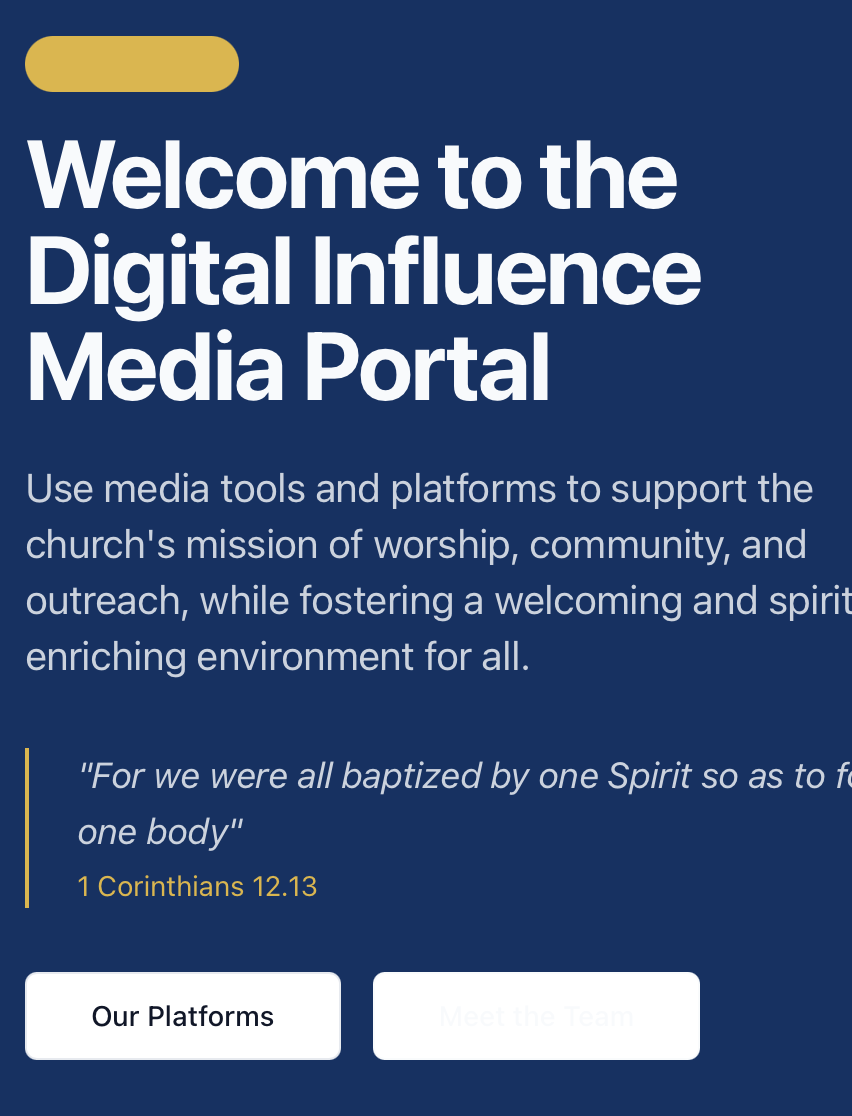 Welcome to the
Digital Influence
Media Portal
Use media tools and platforms to support the
church's mission of worship, community, and
outreach, while fostering a welcoming and spirit
enriching environment for all.
"For we were all baptized by one Spirit so as to fo
one body"
1 Corinthians 12.13
Our Platforms
Meet the Team